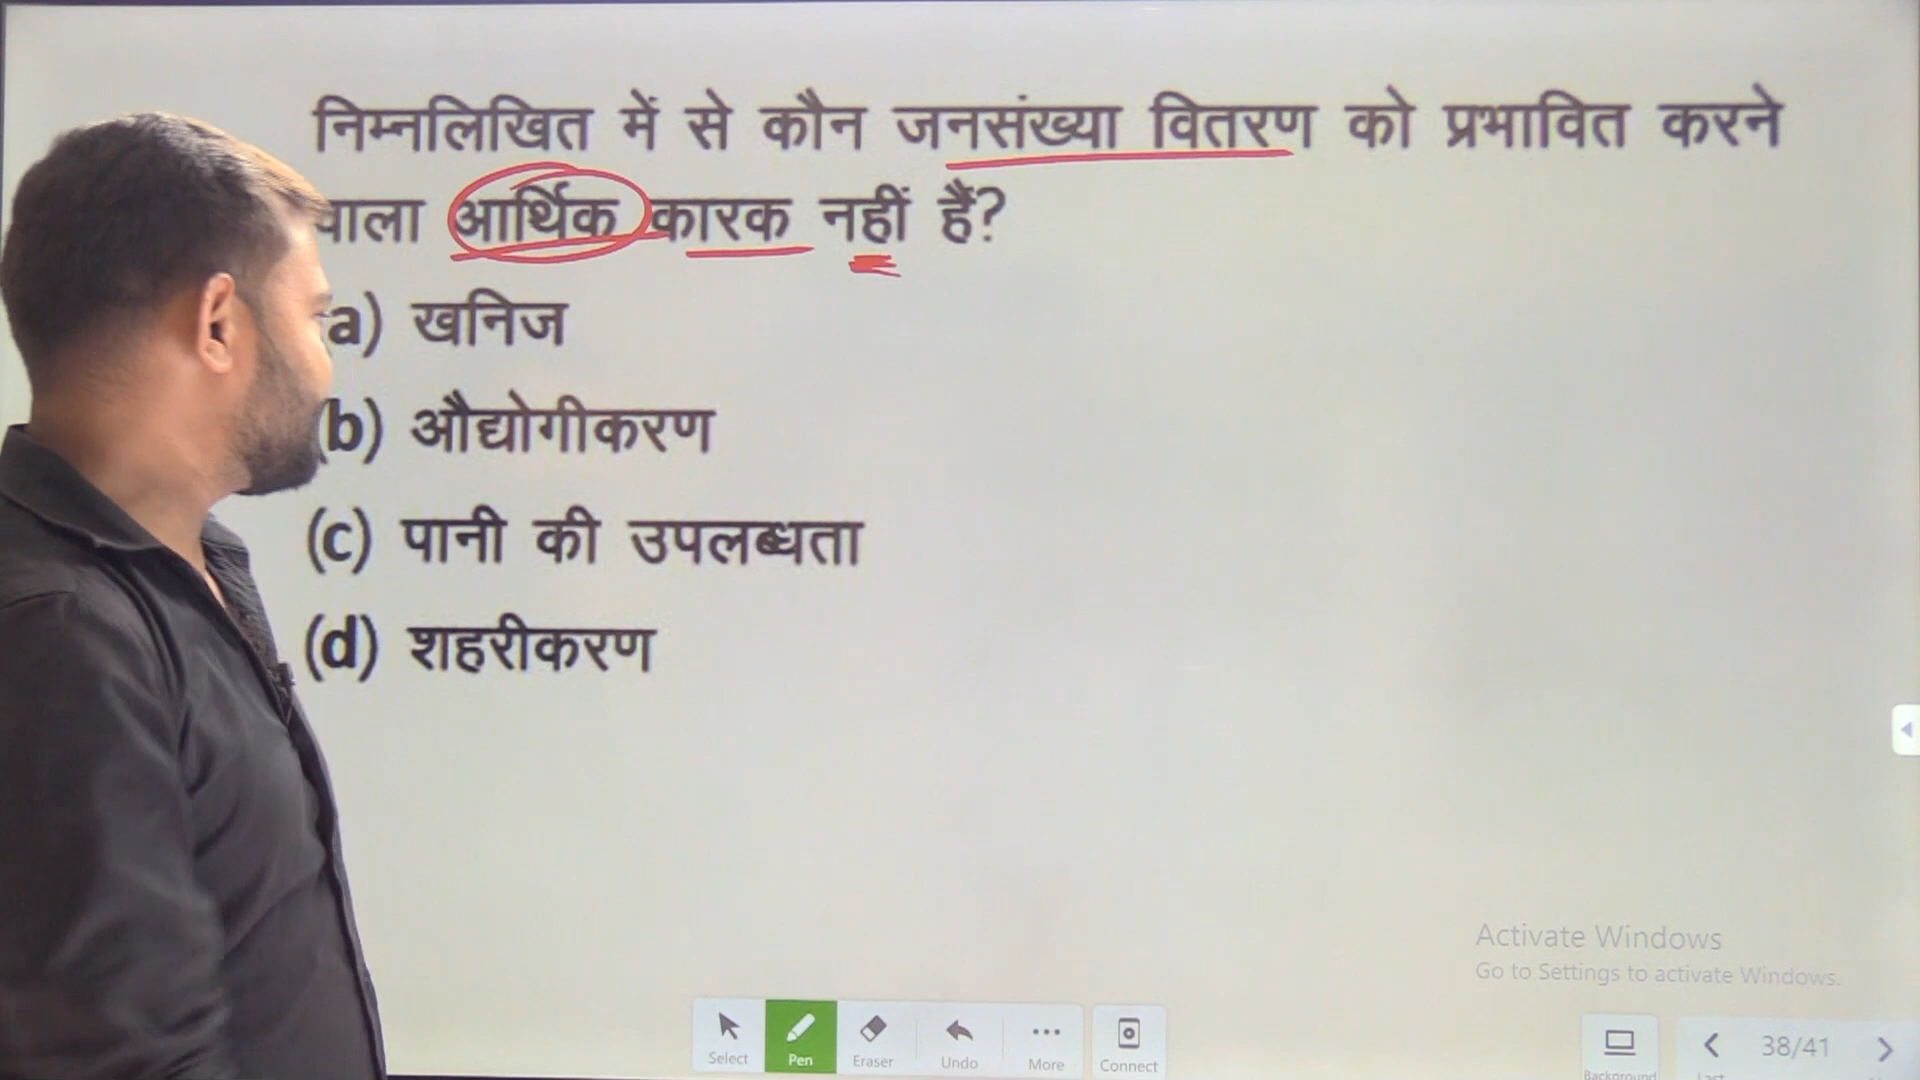 निम्नलिखित में से कौन जनसंख्या वितरण को प्रभावित करने
वाला आर्थिक कारक नहीं हैं?
a) खनिज
b) औद्योगीकरण
(c) पानी की उपलब्धता
(d) शहरीकरण
Activate Windows
Go to Settings to activate Windows.
Select
Pen
Eraser
Undo
More
Connect
Background
38/41